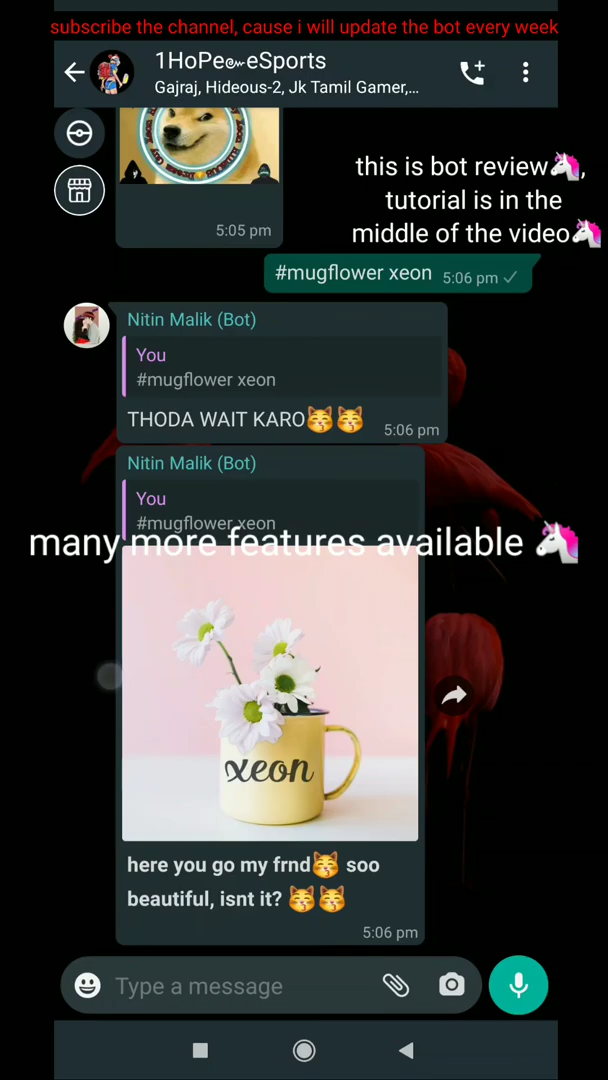 subscribe the channel, cause i will update the bot every week
1HoPe๛eSports
Gajraj, Hideous-2, Jk Tamil Gamer,...
this is bot review🦄,
tutorial is in the
middle of the video🦄
5:05 pm
#mugflower xeon 5:06 pm
Nitin Malik (Bot)
You
#mugflower xeon
THODA WAIT KARO😽😽 5:06 pm
Nitin Malik (Bot)
You
#mugflower xeon
many more features available 🦄
xeon
here you go my frnd😽 soo
beautiful, isnt it? 😽😽
5:06 pm
Type a message